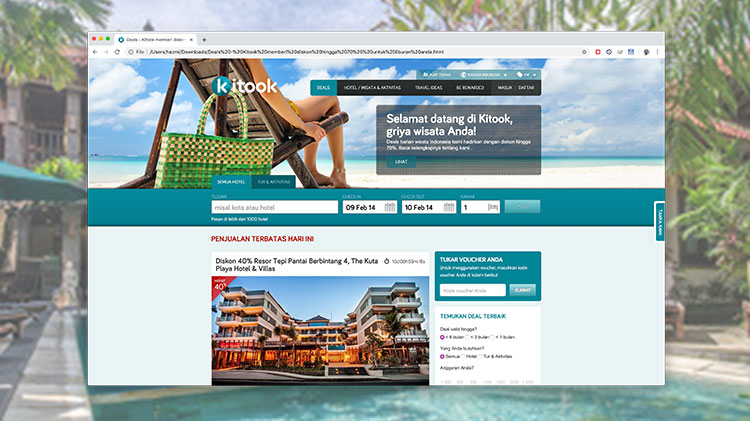 Deals - Kitook memberi diskon
File /Users/hazmi/Downloads/Deals%20-%20Kitook%20memberi%20diskon%20hingga%2070%25%20untuk%20liburan%20anda.html
kitook
BAHASA INDONESIA
IDR
DEALS HOTEL / WISATA & AKTIVITAS TRAVEL IDEAS BE REWARDED MASUK DAFTAR
Selamat datang di Kitook,
griya wisata Anda!
Deals harian wisata Indonesia kami hadirkan dengan diskon hingga
70%. Baca selengkapnya tentang kami.
LIHAT
SEMUA HOTEL TUR & AKTIVITAS
TUJUAN CHECK IN CHECK OUT KAMAR
misal kota atau hotel 09 Feb 14 10 Feb 14 1
Pesan di lebih dari 1000 hotel
PENJUALAN TERBATAS HARI INI
Diskon 40% Resor Tepi Pantai Berbintang 4, The Kuta
Playa Hotel & Villas
HEMAT
40%
TUKAR VOUCHER ANDA
Untuk menggunakan voucher, masukkan kode
voucher Anda di kolom berikut
Kode voucher Anda SUBMIT
TEMUKAN DEAL TERBAIK
Deal valid hingga?
< 6 bulan < 3 bulan < 1 bulan
Yang Anda butuhkan?
Semua Hotel Tur & Aktivitas
Anggaran Anda?